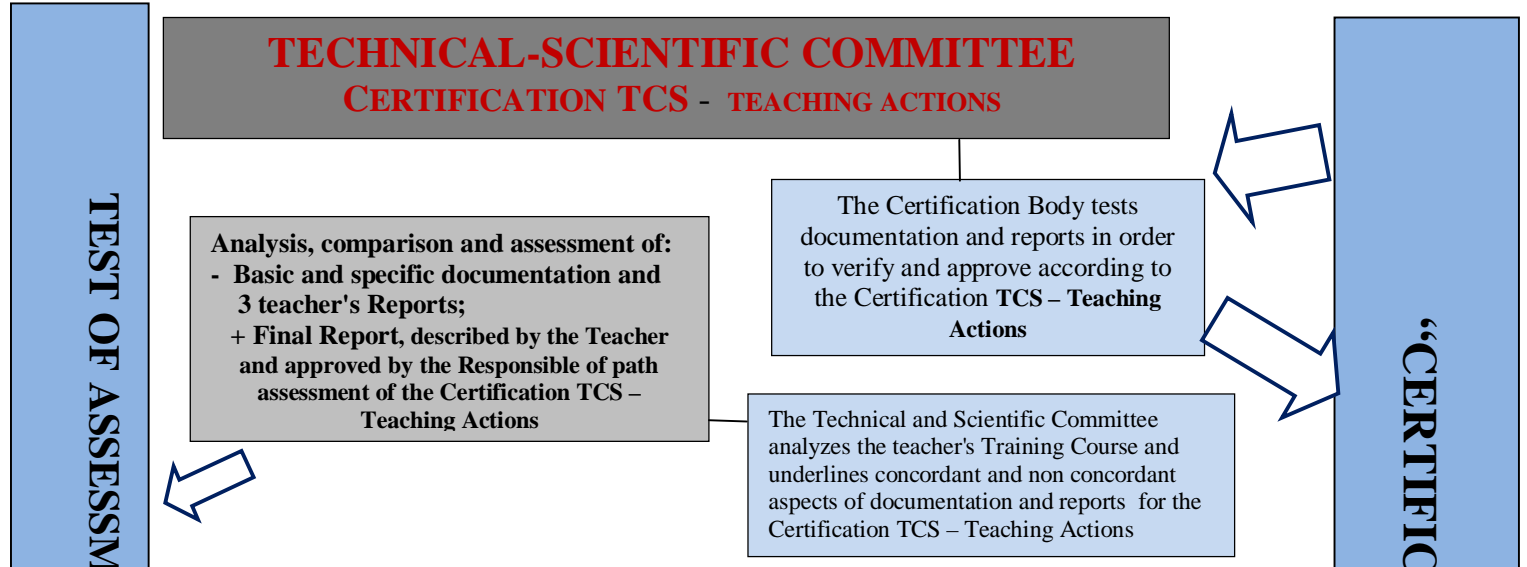 TECHNICAL-SCIENTIFIC COMMITTEE
CERTIFICATION TCS - TEACHING ACTIONS
TEST OF ASSESSM
The Certification Body tests
documentation and reports in order
to verify and approve according to
the Certification TCS – Teaching
Actions
Analysis, comparison and assessment of:
- Basic and specific documentation and
3 teacher's Reports;
+ Final Report, described by the Teacher
and approved by the Responsible of path
assessment of the Certification TCS –
Teaching Actions
The Technical and Scientific Committee
analyzes the teacher's Training Course and
underlines concordant and non concordant
aspects of documentation and reports for the
Certification TCS – Teaching Actions
“CERTIFIC